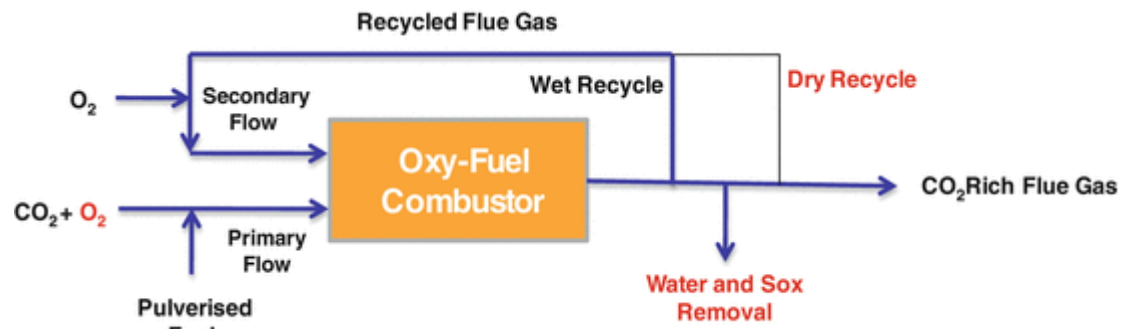 Recycled Flue Gas
Wet Recycle
Dry Recycle
O₂
Secondary
Flow
Oxy-Fuel
Combustor
CO₂Rich Flue Gas
CO₂+ O₂
Primary
Flow
Water and Sox
Removal
Pulverised